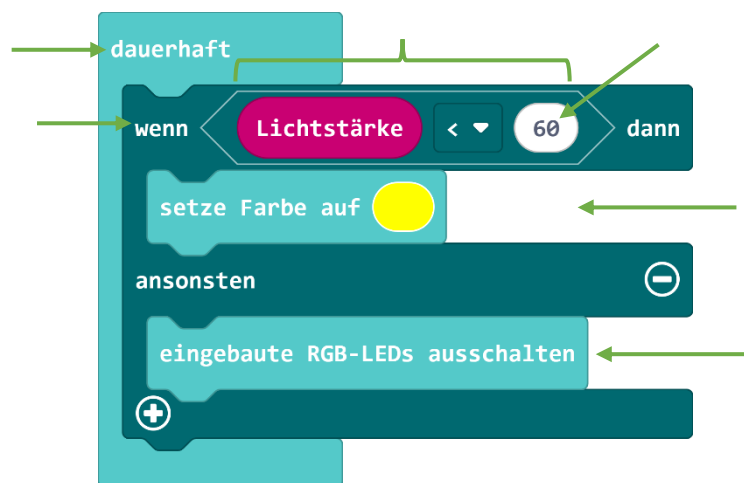 dauerhaft
wenn Lichtstärke < 60 dann
setze Farbe auf
ansonsten
eingebaute RGB-LEDs ausschalten